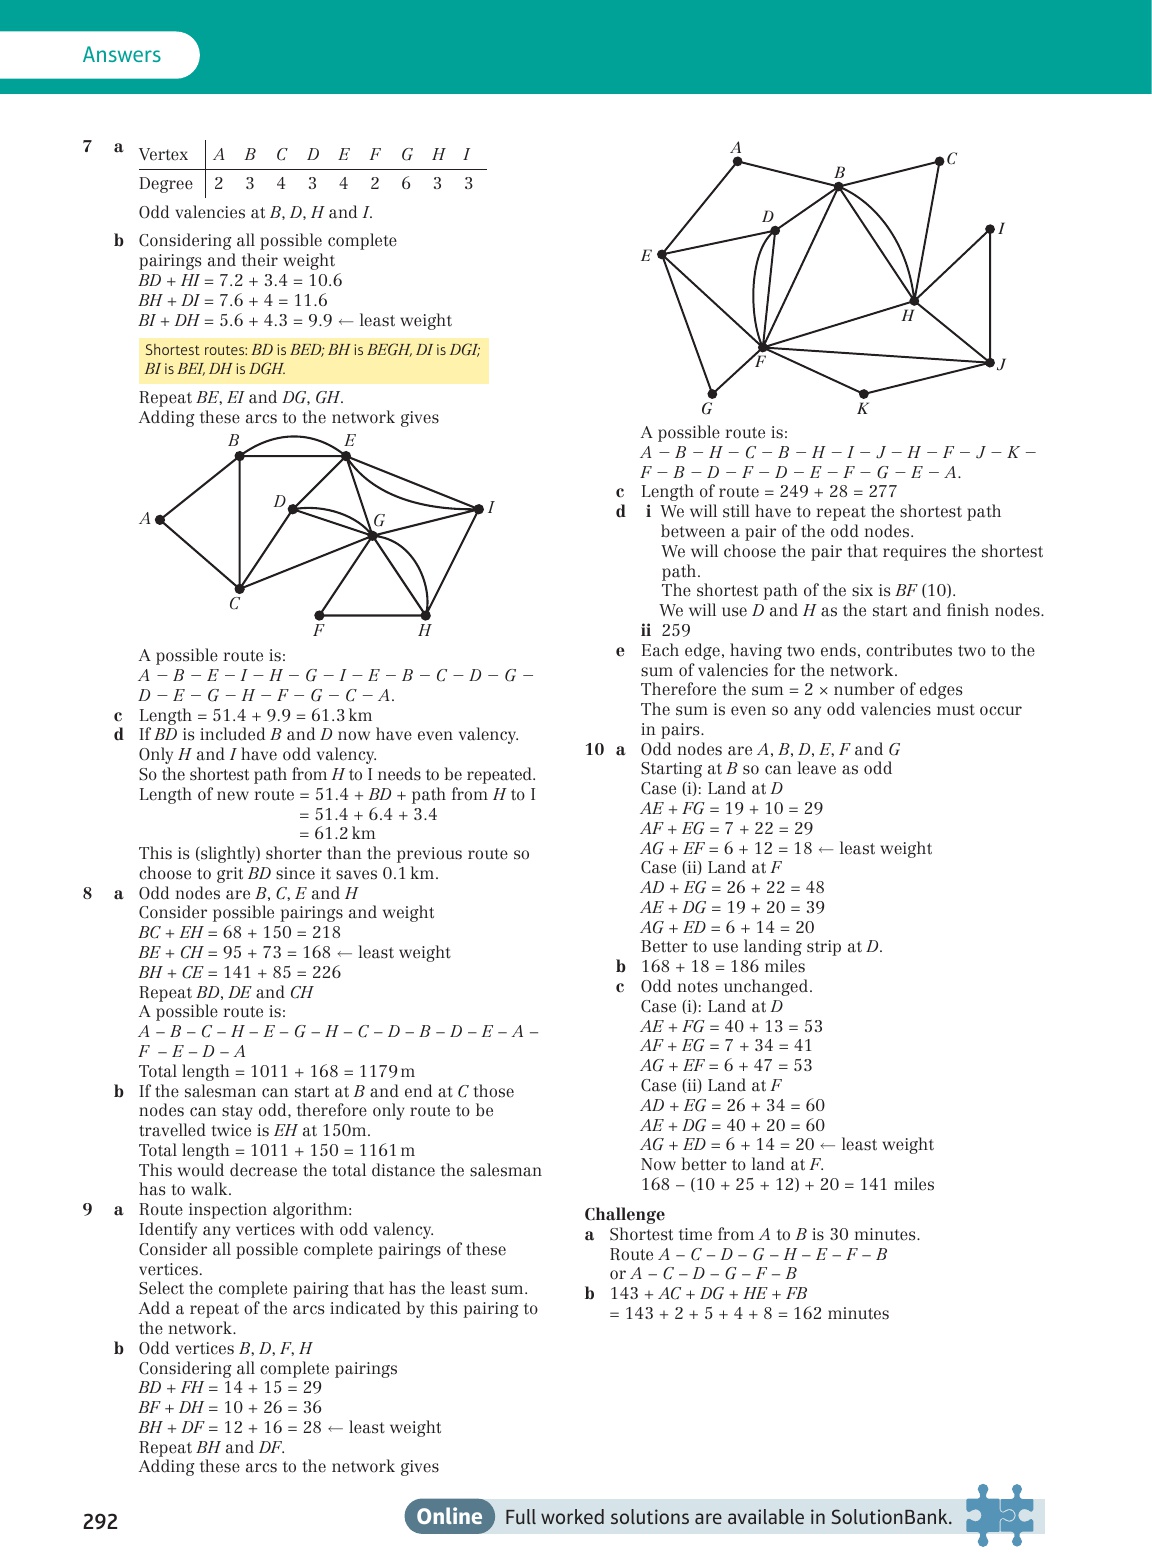 Answers
7 a Vertex A B C D E F G H I
Degree 2 3 4 3 4 2 6 3 3
Odd valencies at B, D, H and I.
b Considering all possible complete
pairings and their weight
BD + HI = 7.2 + 3.4 = 10.6
BH + DI = 7.6 + 4 = 11.6
BI + DH = 5.6 + 4.3 = 9.9 ← least weight
Shortest routes: BD is BED; BH is BEGH, DI is DGI;
BI is BEI, DH is DGH.
Repeat BE, EI and DG, GH.
Adding these arcs to the network gives
B E
D I
A G
C
F H
A possible route is:
A − B − E − I − H − G − I − E − B − C − D − G −
D − E − G − H − F − G − C − A.
c Length = 51.4 + 9.9 = 61.3 km
d If BD is included B and D now have even valency.
Only H and I have odd valency.
So the shortest path from H to I needs to be repeated.
Length of new route = 51.4 + BD + path from H to I
= 51.4 + 6.4 + 3.4
= 61.2 km
This is (slightly) shorter than the previous route so
choose to grit BD since it saves 0.1 km.
8 a Odd nodes are B, C, E and H
Consider possible pairings and weight
BC + EH = 68 + 150 = 218
BE + CH = 95 + 73 = 168 ← least weight
BH + CE = 141 + 85 = 226
Repeat BD, DE and CH
A possible route is:
A – B – C – H – E – G – H – C – D – B – D – E – A –
F – E – D – A
Total length = 1011 + 168 = 1179 m
b If the salesman can start at B and end at C those
nodes can stay odd, therefore only route to be
travelled twice is EH at 150m.
Total length = 1011 + 150 = 1161 m
This would decrease the total distance the salesman
has to walk.
9 a Route inspection algorithm:
Identify any vertices with odd valency.
Consider all possible complete pairings of these
vertices.
Select the complete pairing that has the least sum.
Add a repeat of the arcs indicated by this pairing to
the network.
b Odd vertices B, D, F, H
Considering all complete pairings
BD + FH = 14 + 15 = 29
BF + DH = 10 + 26 = 36
BH + DF = 12 + 16 = 28 ← least weight
Repeat BH and DF.
Adding these arcs to the network gives
A B C
D I
E
H
F J
G K
A possible route is:
A − B − H − C − B − H − I − J − H − F − J − K −
F − B − D − F − D − E − F − G − E − A.
c Length of route = 249 + 28 = 277
d i We will still have to repeat the shortest path
between a pair of the odd nodes.
We will choose the pair that requires the shortest
path.
The shortest path of the six is BF (10).
We will use D and H as the start and finish nodes.
ii 259
e Each edge, having two ends, contributes two to the
sum of valencies for the network.
Therefore the sum = 2 × number of edges
The sum is even so any odd valencies must occur
in pairs.
10 a Odd nodes are A, B, D, E, F and G
Starting at B so can leave as odd
Case (i): Land at D
AE + FG = 19 + 10 = 29
AF + EG = 7 + 22 = 29
AG + EF = 6 + 12 = 18 ← least weight
Case (ii) Land at F
AD + EG = 26 + 22 = 48
AE + DG = 19 + 20 = 39
AG + ED = 6 + 14 = 20
Better to use landing strip at D.
b 168 + 18 = 186 miles
c Odd notes unchanged.
Case (i): Land at D
AE + FG = 40 + 13 = 53
AF + EG = 7 + 34 = 41
AG + EF = 6 + 47 = 53
Case (ii) Land at F
AD + EG = 26 + 34 = 60
AE + DG = 40 + 20 = 60
AG + ED = 6 + 14 = 20 ← least weight
Now better to land at F.
168 – (10 + 25 + 12) + 20 = 141 miles
Challenge
a Shortest time from A to B is 30 minutes.
Route A – C – D – G – H – E – F – B
or A – C – D – G – F – B
b 143 + AC + DG + HE + FB
= 143 + 2 + 5 + 4 + 8 = 162 minutes
292
Online Full worked solutions are available in SolutionBank.